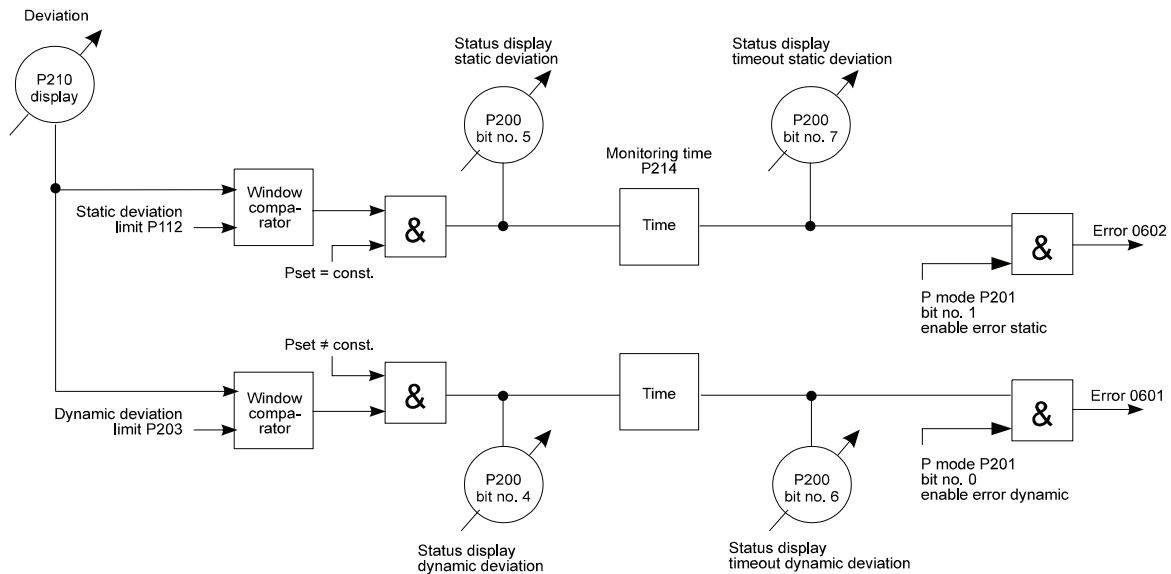 Deviation
P210
display
Status display
static deviation
P200
bit no. 5
Status display
timeout static deviation
P200
bit no. 7
Monitoring time
P214
Window
compa-
rator
Static deviation
limit P112
&
Pset = const.
Time
&
Error 0602
P mode P201
bit no. 1
enable error static
Pset ≠ const.
Window
compa-
rator
Dynamic deviation
limit P203
&
Time
&
Error 0601
P mode P201
bit no. 0
enable error dynamic
P200
bit no. 4
Status display
dynamic deviation
P200
bit no. 6
Status display
timeout dynamic deviation